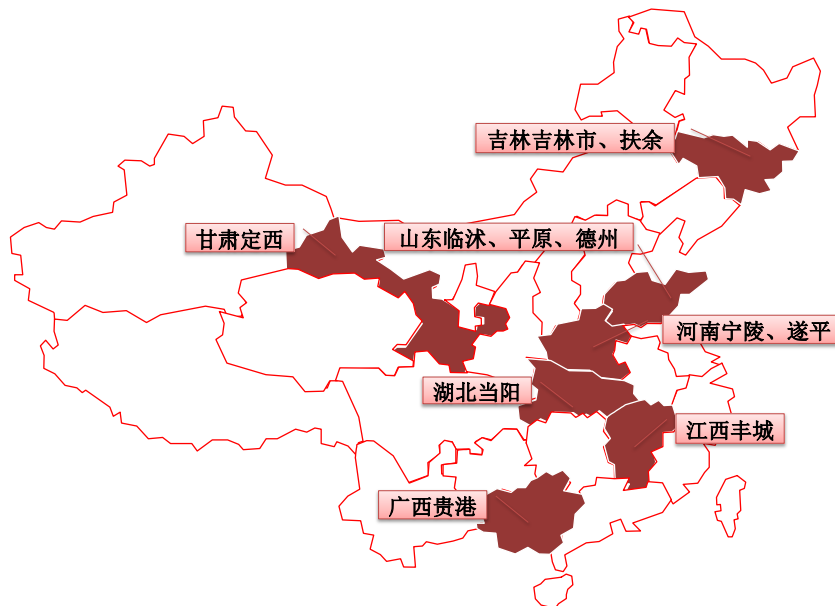 吉林吉林市、扶余
甘肃定西
山东临沭、平原、德州
河南宁陵、遂平
湖北当阳
江西丰城
广西贵港